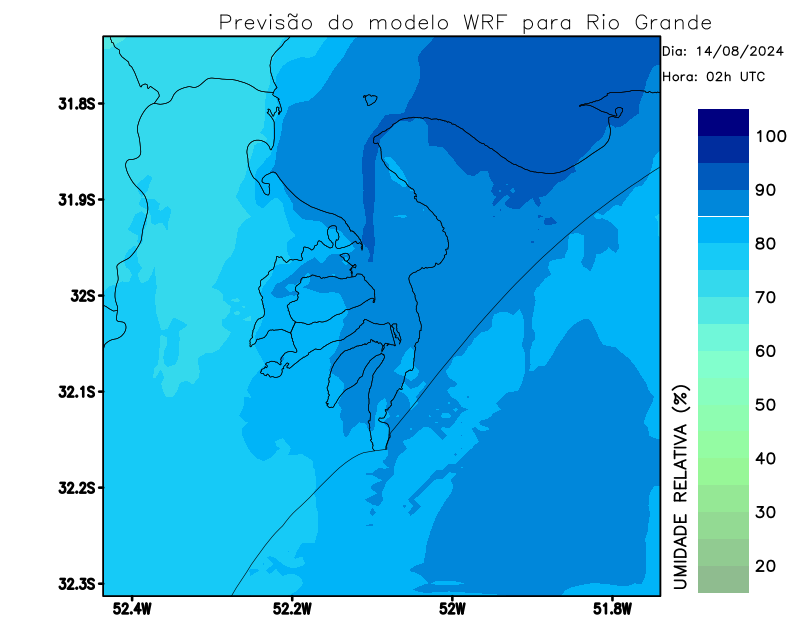 Previsão do modelo WRF para Rio Grande
Dia: 14/08/2024
Hora: 02h UTC
31.8S
31.9S
32S
32.1S
32.2S
32.3S
52.4W
52.2W
52W
51.8W
100
90
80
70
60
50
40
30
20
UMIDADE RELATIVA (%)